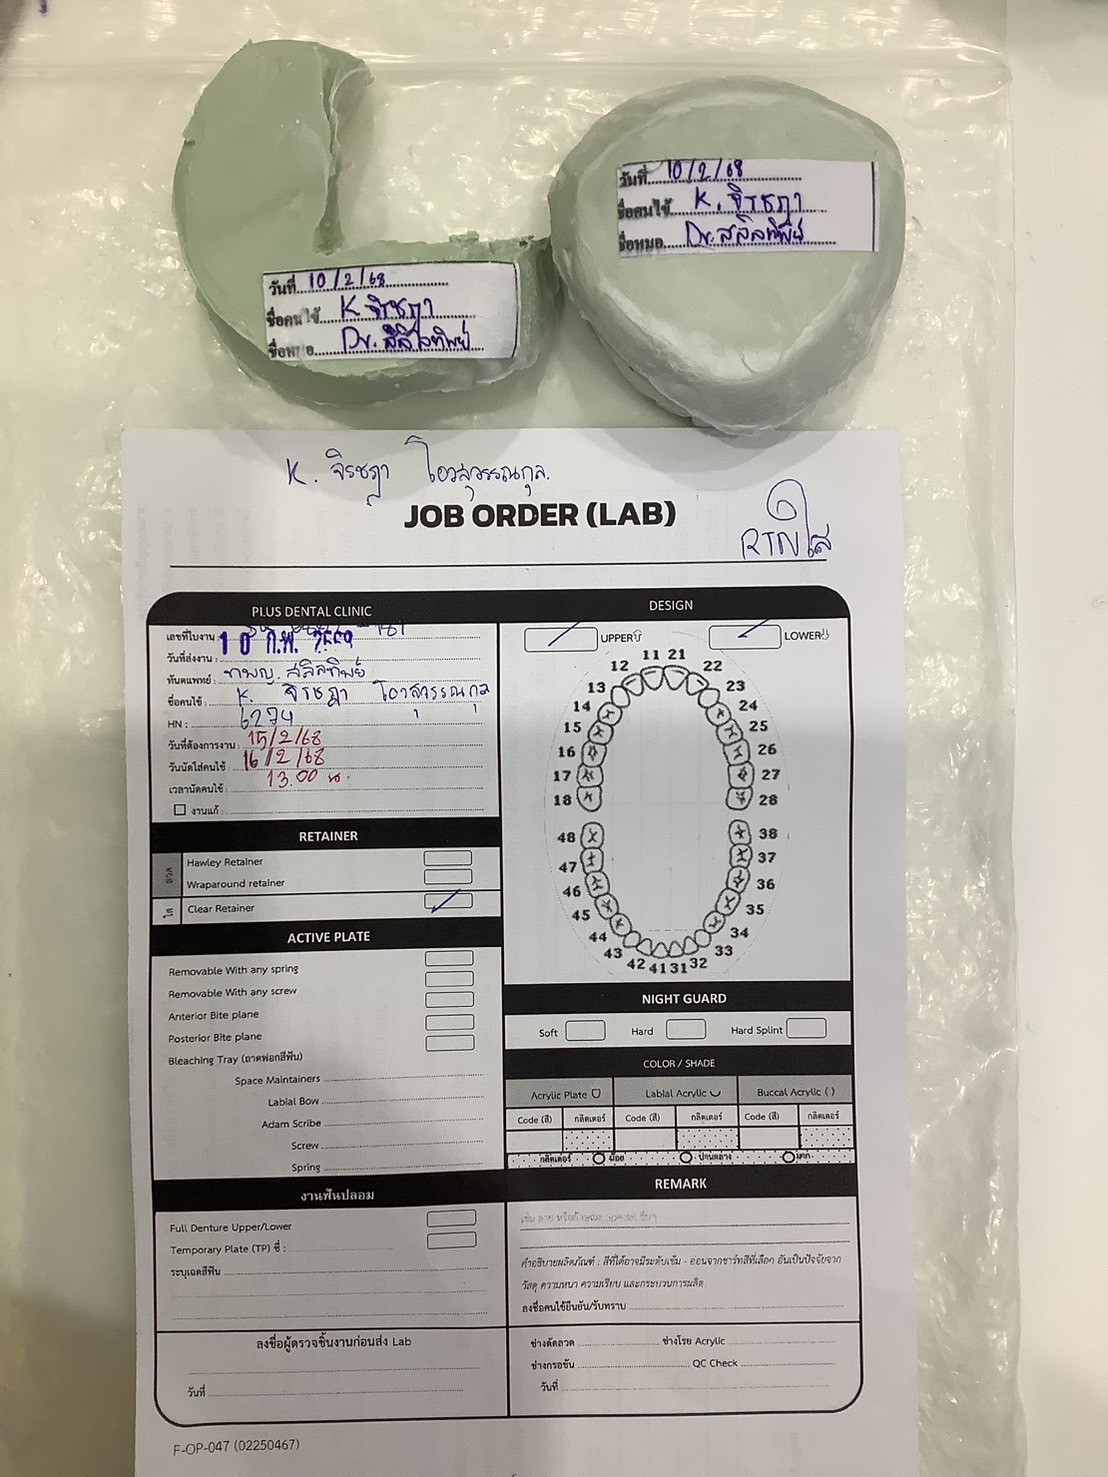 วันที่ 10/2/68
ชื่อคนไข้ K. จิรชฎา
ชื่อหมอ Dr. สลิลทิพย์
วันที่ 10/2/68
ชื่อคนไข้ K. จิรชฎา
ชื่อหมอ Dr. สลิลทิพย์
K. จิรชฎา โอวสุวรรณกุล
JOB ORDER (LAB)
RTNใส
PLUS DENTAL CLINIC
เลขที่ใบงาน :
วันที่ส่งงาน : 10 ก.พ.
ทันตแพทย์ : ทพญ. สลิลทิพย์
ชื่อคนไข้ : K. จิรชฎา โอวสุวรรณกุล
HN : 6274
วันที่ต้องการงาน : 15/2/68
วันนัดใส่คนไข้ : 16/2/68
เวลานัดคนไข้ : 13.00 น.
งานแก้ :
RETAINER
ลวด
Hawley Retainer
Wraparound retainer
ใส
Clear Retainer
ACTIVE PLATE
Removable With any spring
Removable With any screw
Anterior Bite plane
Posterior Bite plane
Bleaching Tray (ถาดฟอกสีฟัน)
Space Maintainers
Labial Bow
Adam Scribe
Screw
Spring
งานฟันปลอม
Full Denture Upper/Lower
Temporary Plate (TP) ซี่ :
ระบุเฉดสีฟัน
ลงชื่อผู้ตรวจชิ้นงานก่อนส่ง Lab
วันที่
DESIGN
UPPER
LOWER
11 21
12 22
13 23
14 24
15 25
16 26
17 27
18 28
48 38
47 37
46 36
45 35
44 34
43 33
42 41 31 32
NIGHT GUARD
Soft Hard Hard Splint
COLOR / SHADE
Acrylic Plate Labial Acrylic Buccal Acrylic ( )
Code (สี) กลิตเตอร์ Code (สี) กลิตเตอร์ Code (สี) กลิตเตอร์
กลิตเตอร์ น้อย ปานกลาง มาก
REMARK
คำอธิบายผลิตภัณฑ์ : สีที่ได้อาจมีระดับเข้ม - อ่อนจากชาร์ทสีที่เลือก อันเป็นปัจจัยจาก
วัสดุ ความหนา ความเรียบ และกระบวนการผลิต
ลงชื่อคนไข้ยืนยัน/รับทราบ
ช่างดัดลวด ช่างโรย Acrylic
ช่างกรอขัน QC Check
วันที่
F-OP-047 (02250467)